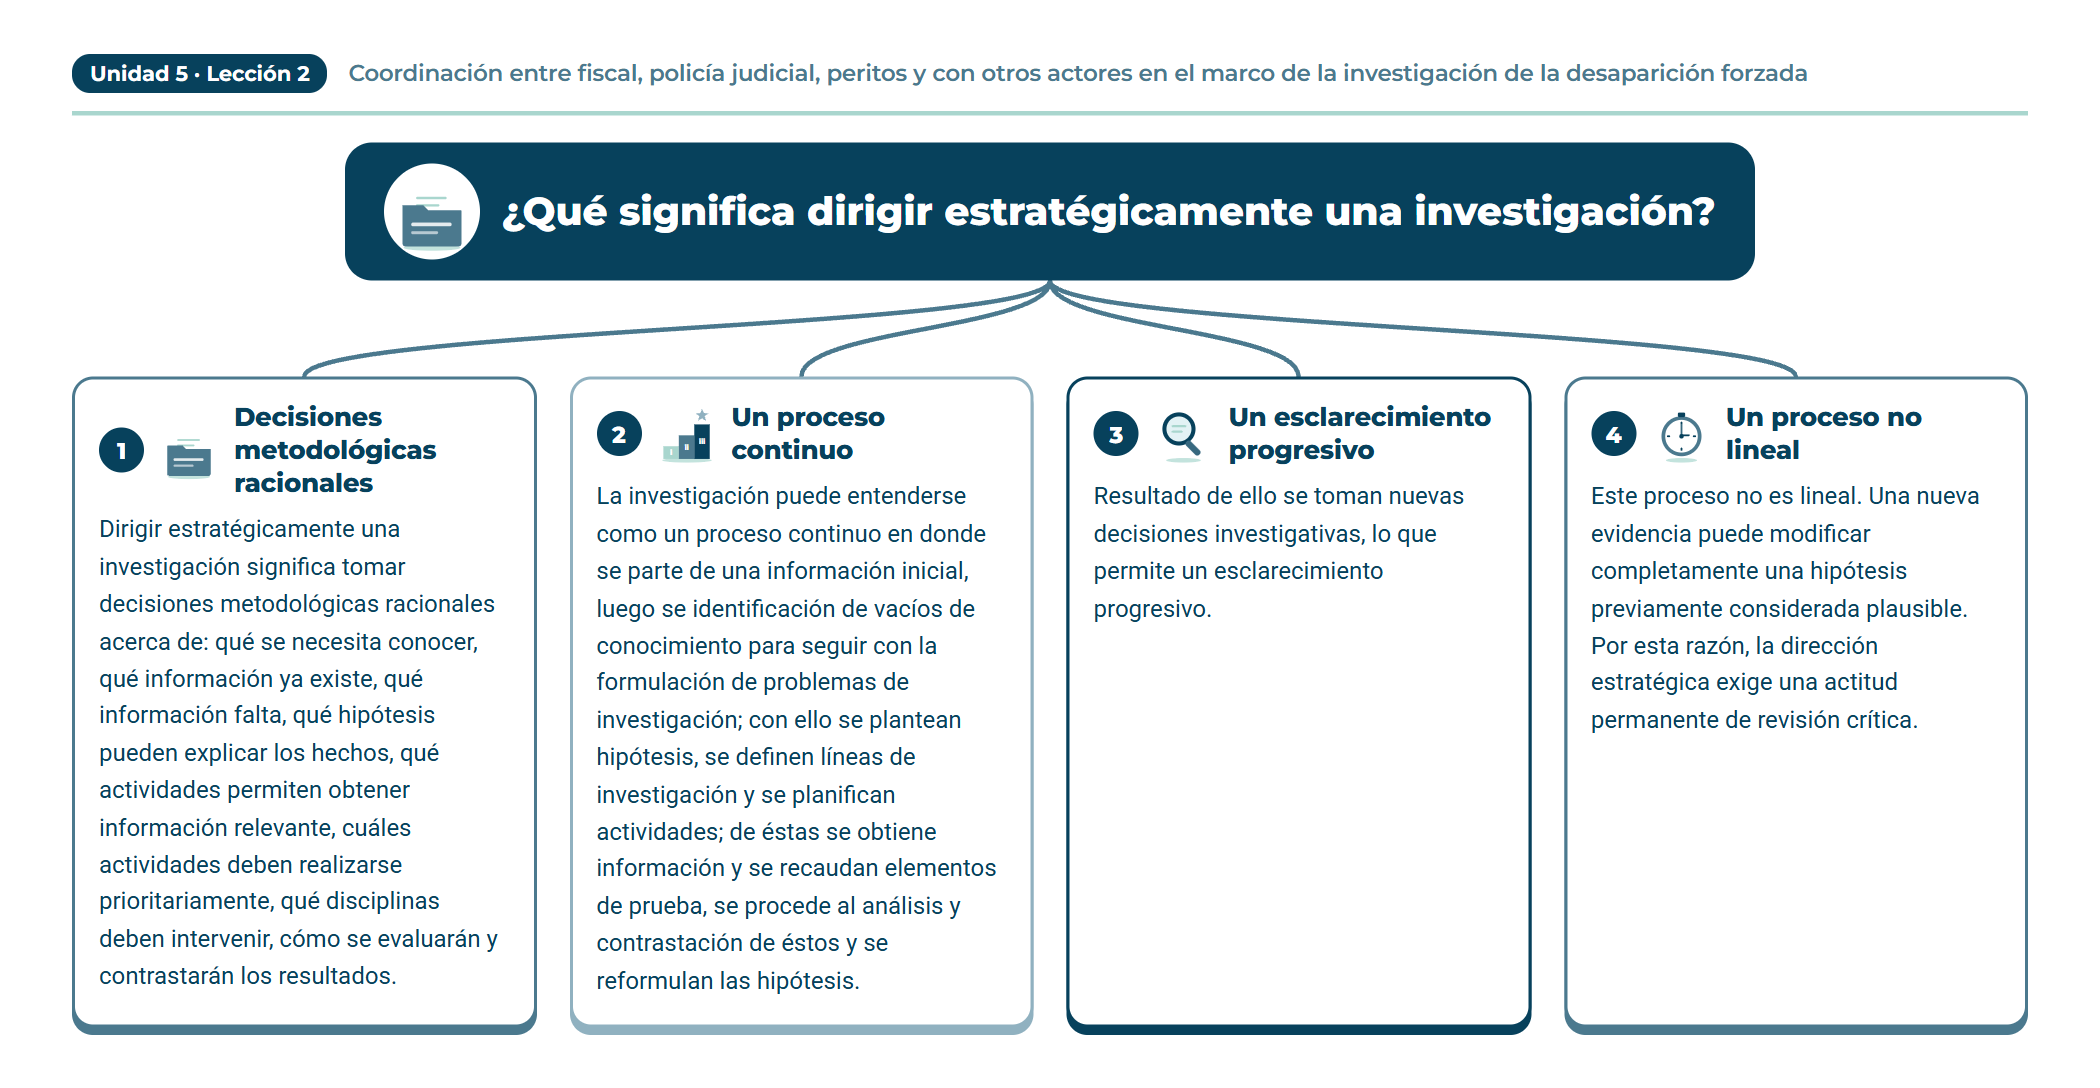 Unidad 5 · Lección 2
Coordinación entre fiscal, policía judicial, peritos y con otros actores en el marco de la investigación de la desaparición forzada
¿Qué significa dirigir estratégicamente una investigación?
1
Decisiones
metodológicas
racionales
Dirigir estratégicamente una
investigación significa tomar
decisiones metodológicas racionales
acerca de: qué se necesita conocer,
qué información ya existe, qué
información falta, qué hipótesis
pueden explicar los hechos, qué
actividades permiten obtener
información relevante, cuáles
actividades deben realizarse
prioritariamente, qué disciplinas
deben intervenir, cómo se evaluarán y
contrastarán los resultados.
2
Un proceso
continuo
La investigación puede entenderse
como un proceso continuo en donde
se parte de una información inicial,
luego se identificación de vacíos de
conocimiento para seguir con la
formulación de problemas de
investigación; con ello se plantean
hipótesis, se definen líneas de
investigación y se planifican
actividades; de éstas se obtiene
información y se recaudan elementos
de prueba, se procede al análisis y
contrastación de éstos y se
reformulan las hipótesis.
3
Un esclarecimiento
progresivo
Resultado de ello se toman nuevas
decisiones investigativas, lo que
permite un esclarecimiento
progresivo.
4
Un proceso no
lineal
Este proceso no es lineal. Una nueva
evidencia puede modificar
completamente una hipótesis
previamente considerada plausible.
Por esta razón, la dirección
estratégica exige una actitud
permanente de revisión crítica.